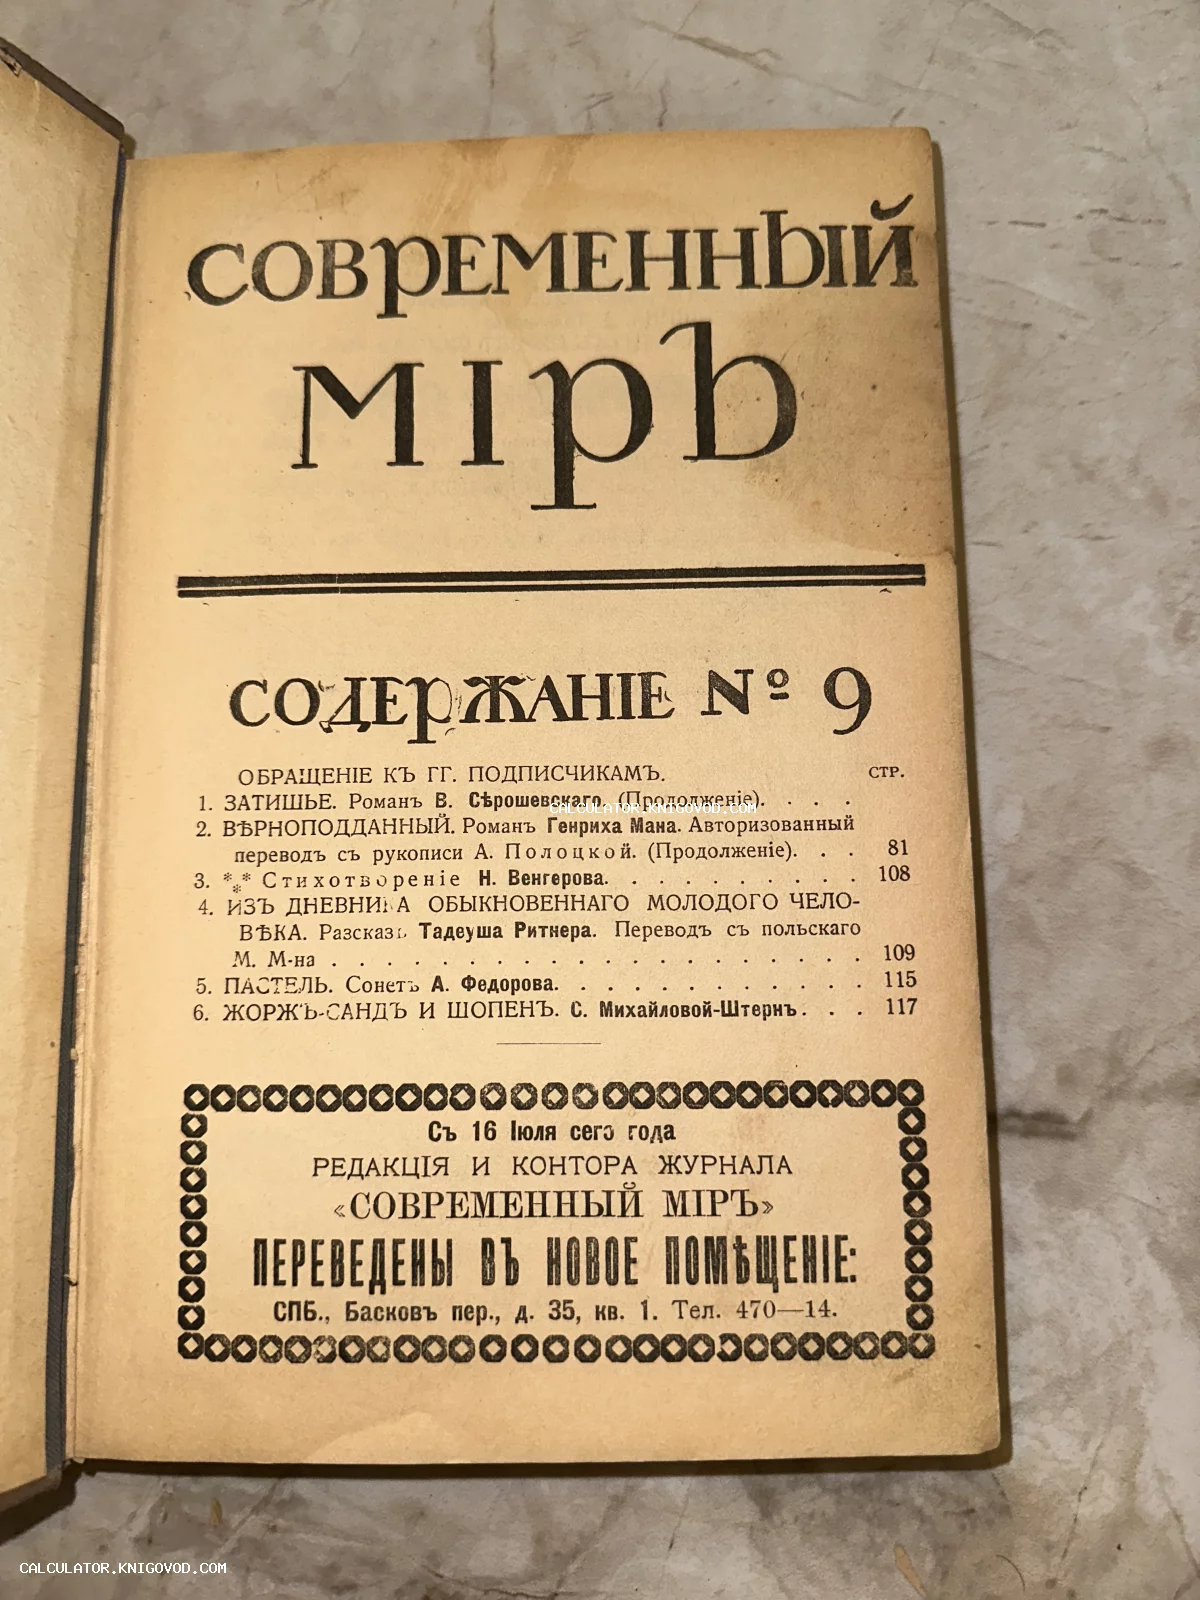 СОВРЕМЕННЫЙ
МІРЪ
СОДЕРЖАНІЕ № 9
ОБРАЩЕНІЕ КЪ ГГ. ПОДПИСЧИКАМЪ. СТР.
1. ЗАТИШЬЕ. Романъ В. Сѣрошевскаго. (Продолженіе). . . .
CALCULATOR.KNIGOVOD.COM
2. ВѢРНОПОДДАННЫЙ. Романъ Генриха Мана. Авторизованный
переводъ съ рукописи А. Полоцкой. (Продолженіе). . . 81
3. *** Стихотвореніе Н. Венгерова. . . . . . . . . . 108
4. ИЗЪ ДНЕВНИКА ОБЫКНОВЕННАГО МОЛОДОГО ЧЕЛО-
ВѢКА. Разсказъ Тадеуша Ритнера. Переводъ съ польскаго
М. М-на . . . . . . . . . . . . . . . . . . . . 109
5. ПАСТЕЛЬ. Сонетъ А. Федорова. . . . . . . . . . . . 115
6. ЖОРЖЪ-САНДЪ И ШОПЕНЪ. С. Михайловой-Штернъ. . . . 117
Съ 16 Іюля сего года
РЕДАКЦІЯ И КОНТОРА ЖУРНАЛА
«СОВРЕМЕННЫЙ МІРЪ»
ПЕРЕВЕДЕНЫ ВЪ НОВОЕ ПОМѢЩЕНІЕ:
СПБ., Басковъ пер., д. 35, кв. 1. Тел. 470—14.
CALCULATOR.KNIGOVOD.COM